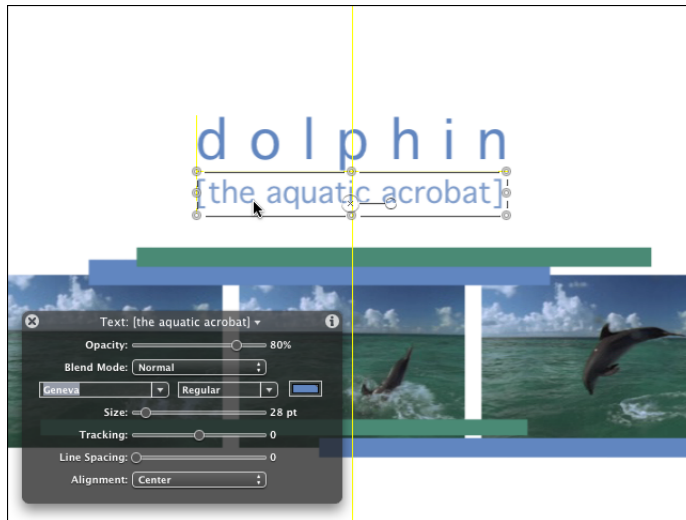 dolphin
[the aquatic acrobat]
Text: [the aquatic acrobat]
Opacity: 80%
Blend Mode: Normal
Geneva Regular
Size: 28 pt
Tracking: 0
Line Spacing: 0
Alignment: Center